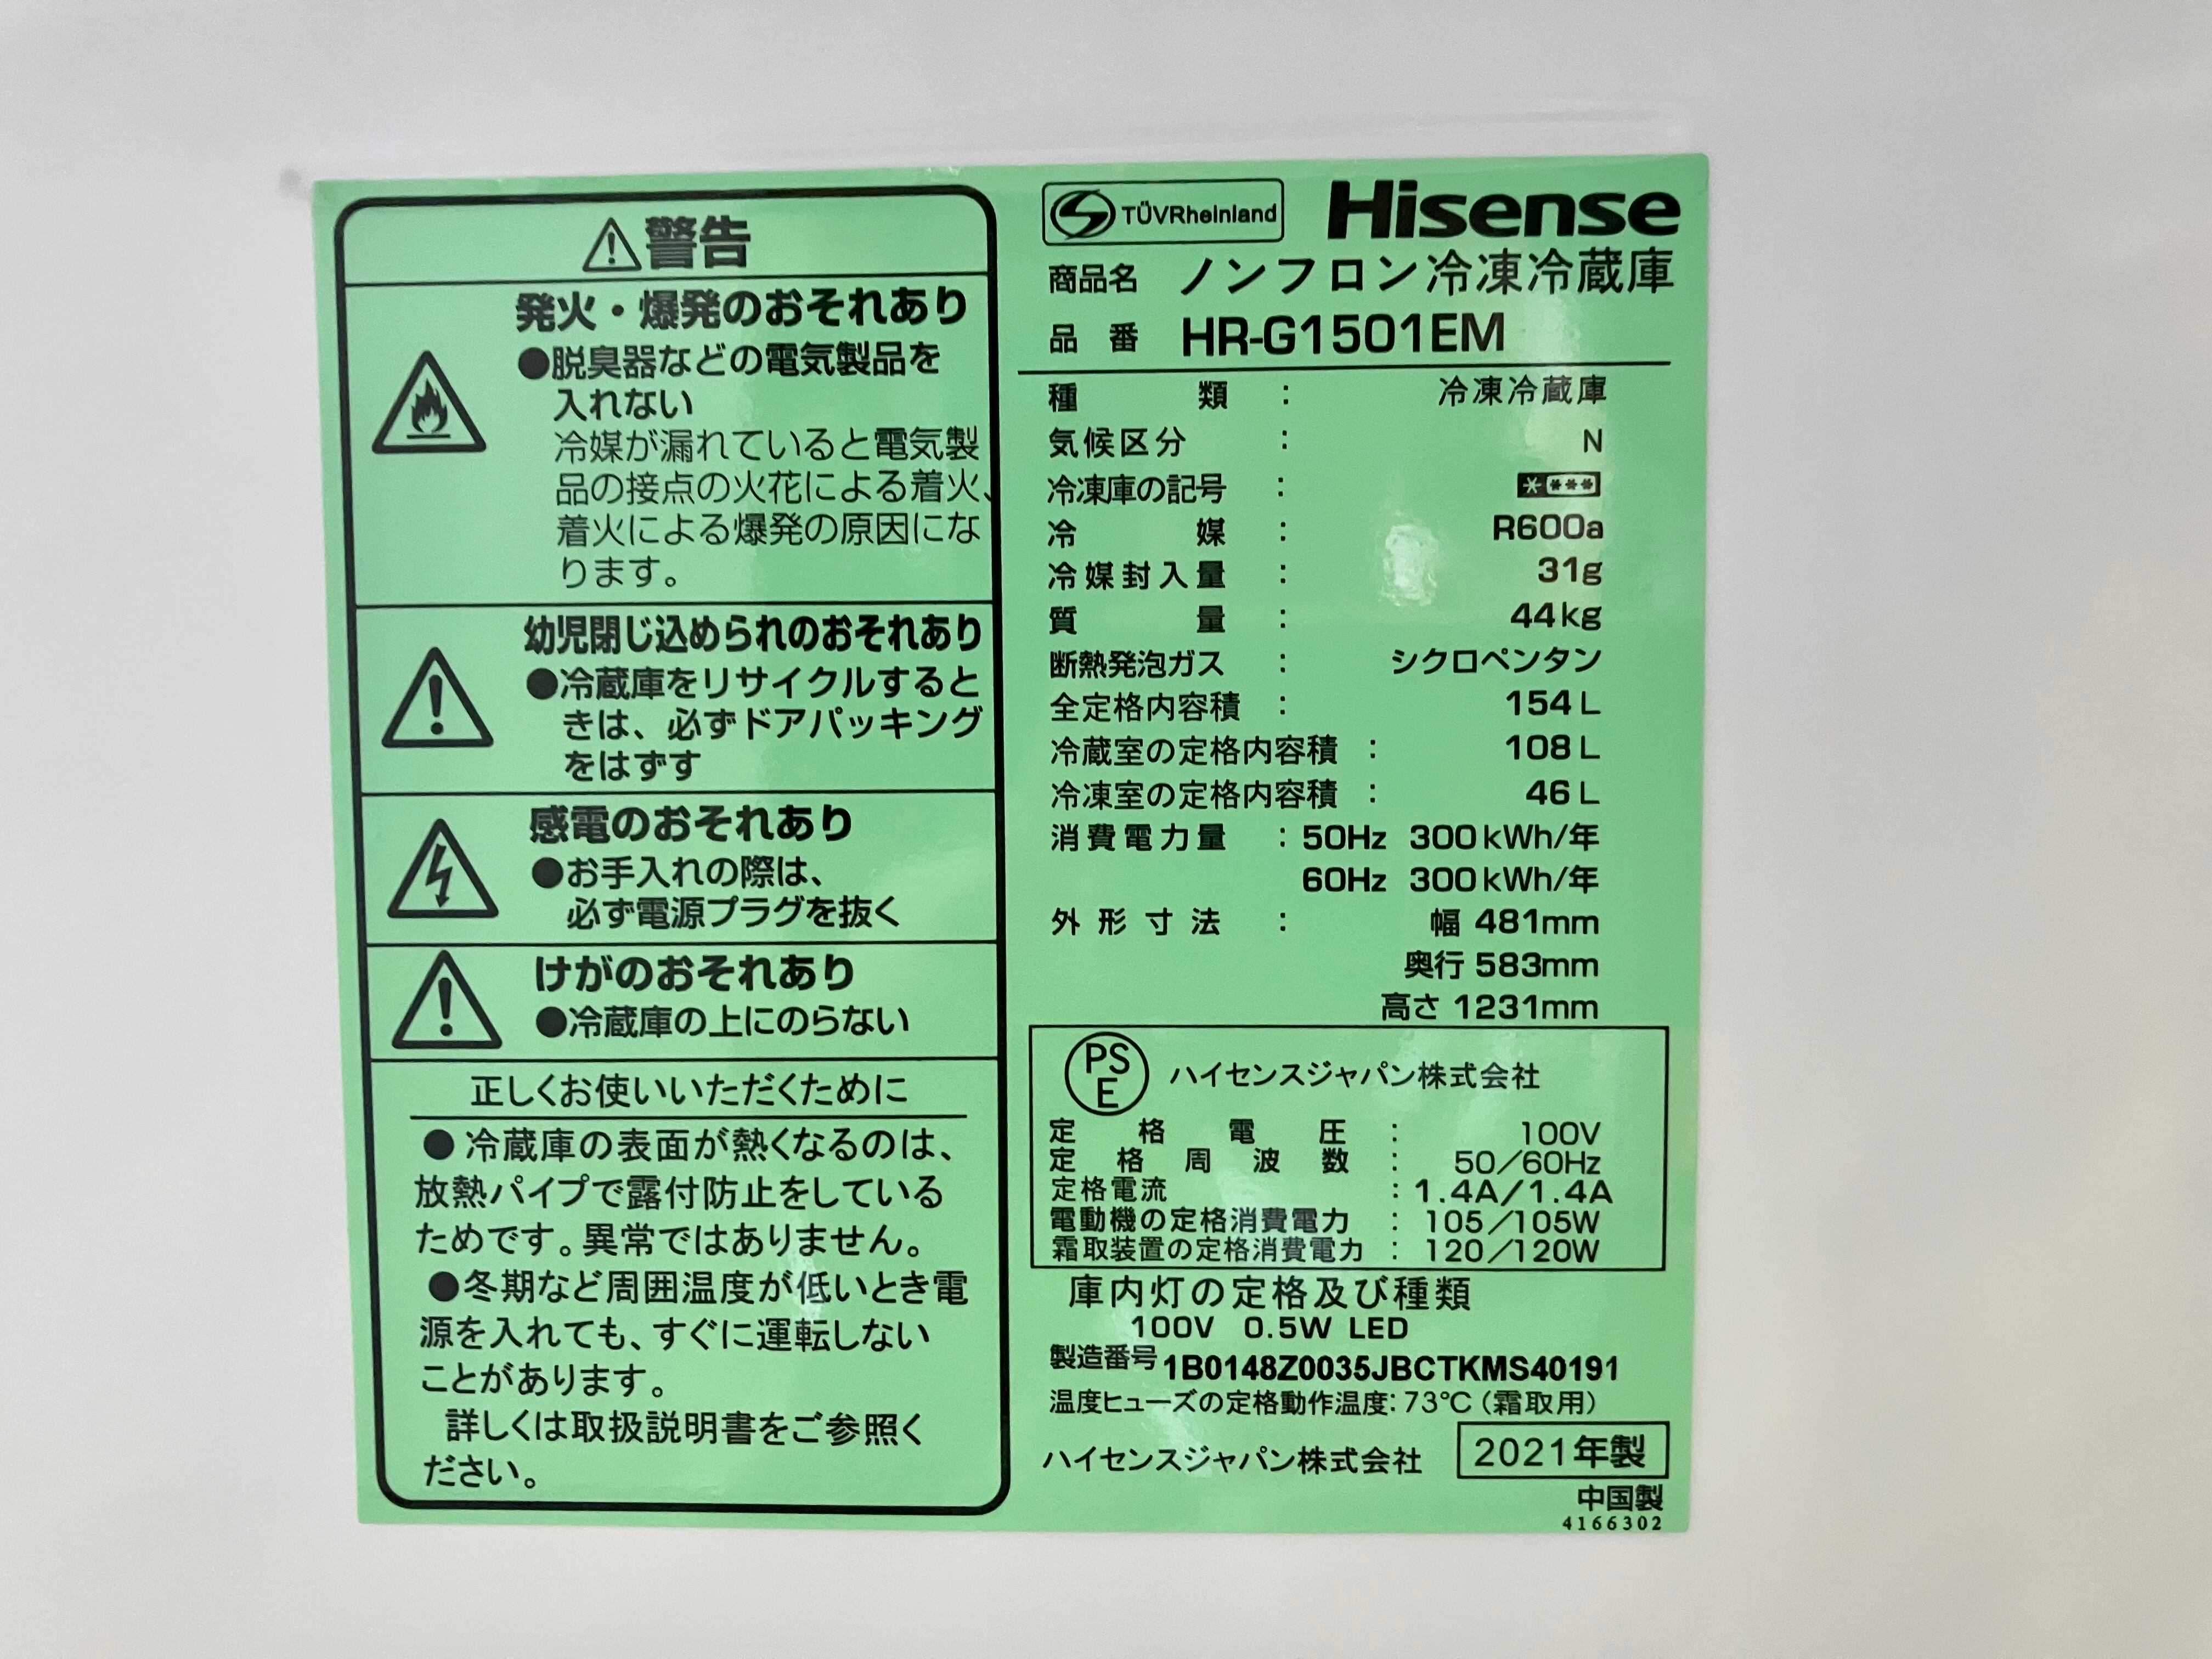 ⚠警告
発火・爆発のおそれあり
●脱臭器などの電気製品を
入れない
冷媒が漏れていると電気製
品の接点の火花による着火、
着火による爆発の原因にな
ります。
幼児閉じ込められのおそれあり
●冷蔵庫をリサイクルすると
きは、必ずドアパッキング
をはずす
感電のおそれあり
●お手入れの際は、
必ず電源プラグを抜く
けがのおそれあり
●冷蔵庫の上にのらない
正しくお使いいただくために
●冷蔵庫の表面が熱くなるのは、
放熱パイプで露付防止をしている
ためです。異常ではありません。
●冬期など周囲温度が低いとき電
源を入れても、すぐに運転しない
ことがあります。
詳しくは取扱説明書をご参照く
ださい。
TÜVRheinland Hisense
商品名 ノンフロン冷凍冷蔵庫
品番 HR-G1501EM
種類 : 冷凍冷蔵庫
気候区分 : N
冷凍庫の記号 : ＊***
冷媒 : R600a
冷媒封入量 : 31g
質量 : 44kg
断熱発泡ガス : シクロペンタン
全定格内容積 : 154L
冷蔵室の定格内容積 : 108L
冷凍室の定格内容積 : 46L
消費電力量 : 50Hz 300kWh/年
60Hz 300kWh/年
外形寸法 : 幅 481mm
奥行 583mm
高さ 1231mm
PSE ハイセンスジャパン株式会社
定格電圧 : 100V
定格周波数 : 50/60Hz
定格電流 : 1.4A/1.4A
電動機の定格消費電力 : 105/105W
霜取装置の定格消費電力 : 120/120W
庫内灯の定格及び種類
100V 0.5W LED
製造番号 1B0148Z0035JBCTKMS40191
温度ヒューズの定格動作温度:73℃(霜取用)
ハイセンスジャパン株式会社 2021年製
中国製
4166302